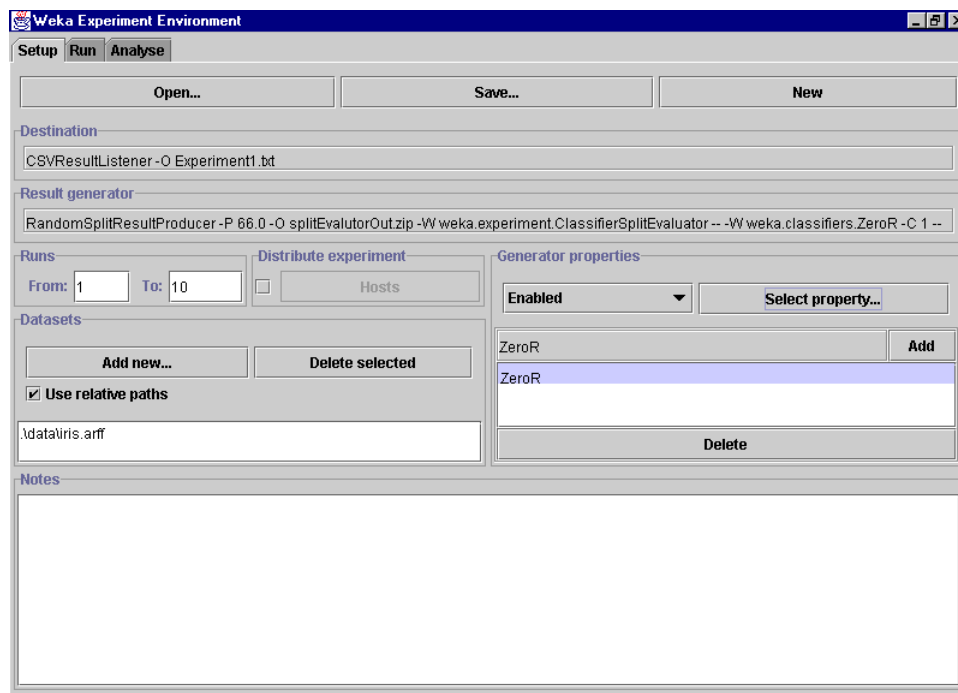 Weka Experiment Environment
Setup Run Analyse
Open... Save... New
Destination
CSVResultListener -O Experiment1.txt
Result generator
RandomSplitResultProducer -P 66.0 -O splitEvalutorOut.zip -W weka.experiment.ClassifierSplitEvaluator -- -W weka.classifiers.ZeroR -C 1 --
Runs
From: 1 To: 10
Distribute experiment
Hosts
Generator properties
Enabled Select property...
ZeroR Add
ZeroR
Delete
Datasets
Add new... Delete selected
Use relative paths
.\data\iris.arff
Notes